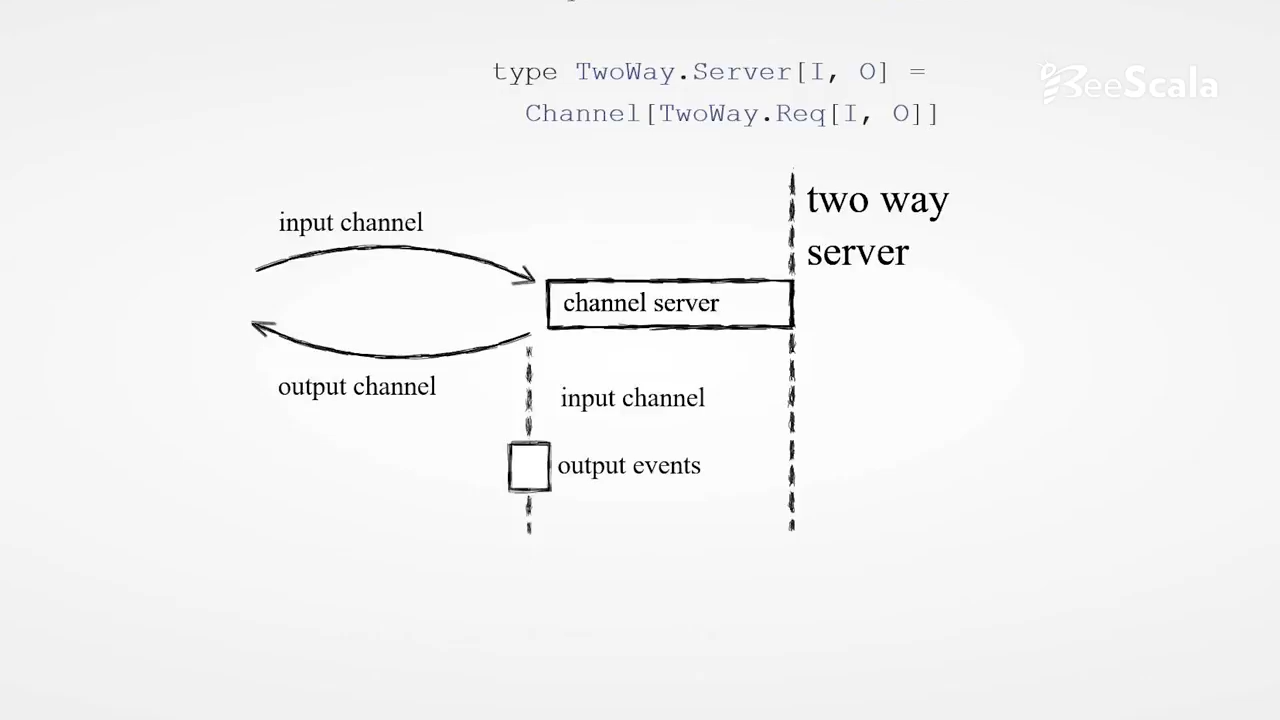 type TwoWay.Server[I, O] =
Channel[TwoWay.Req[I, O]]
BeeScala
two way
server
input channel
channel server
output channel
input channel
output events